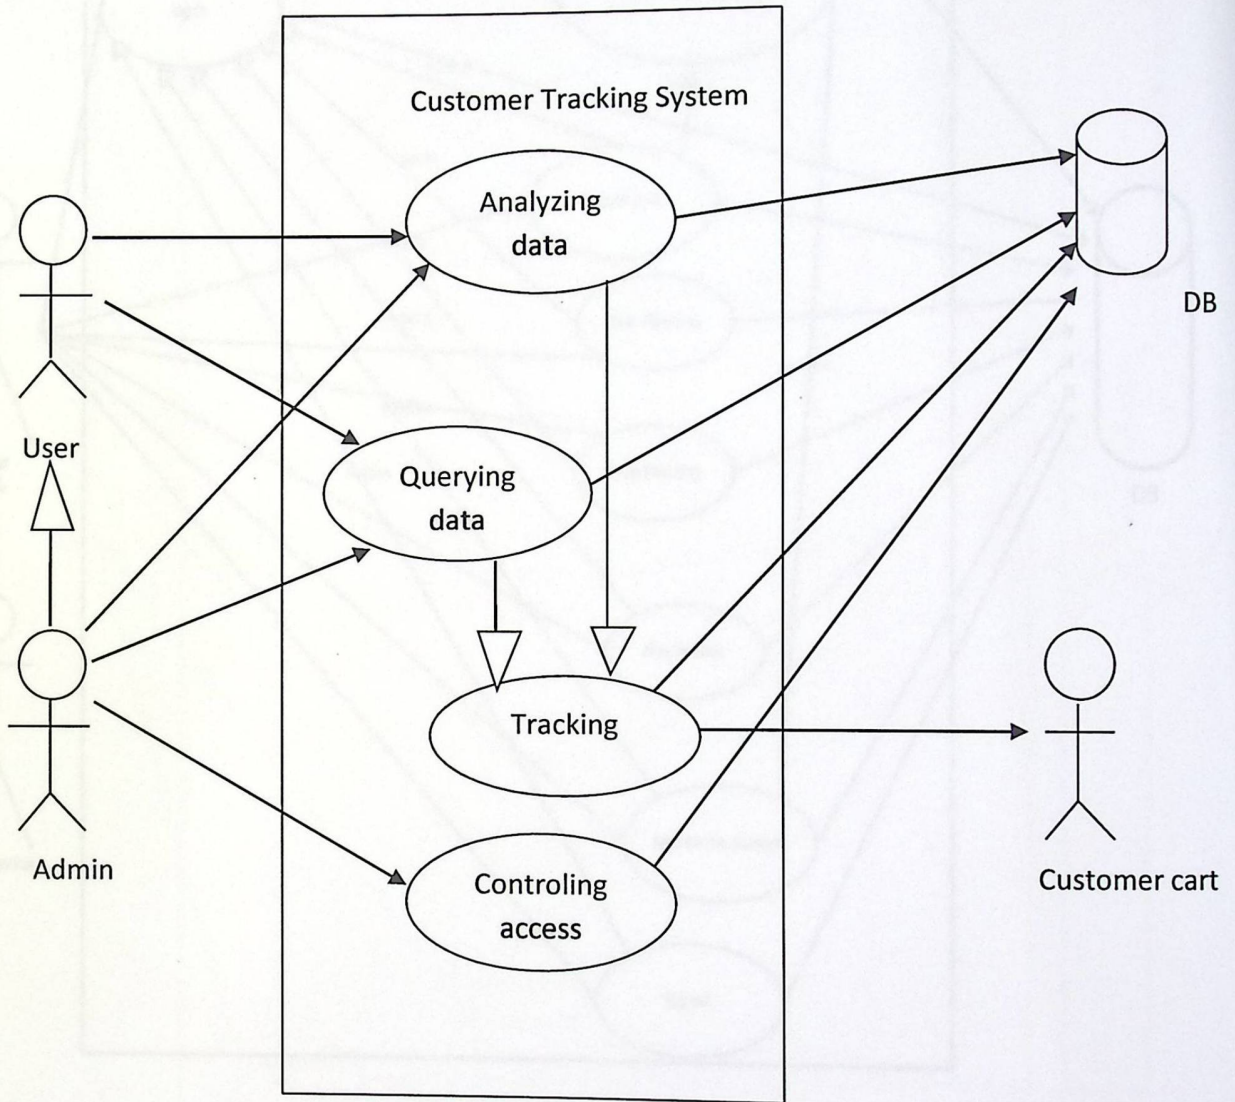 Customer Tracking System
Analyzing
data
DB
User
Querying
data
Tracking
Admin
Controling
access
Customer cart